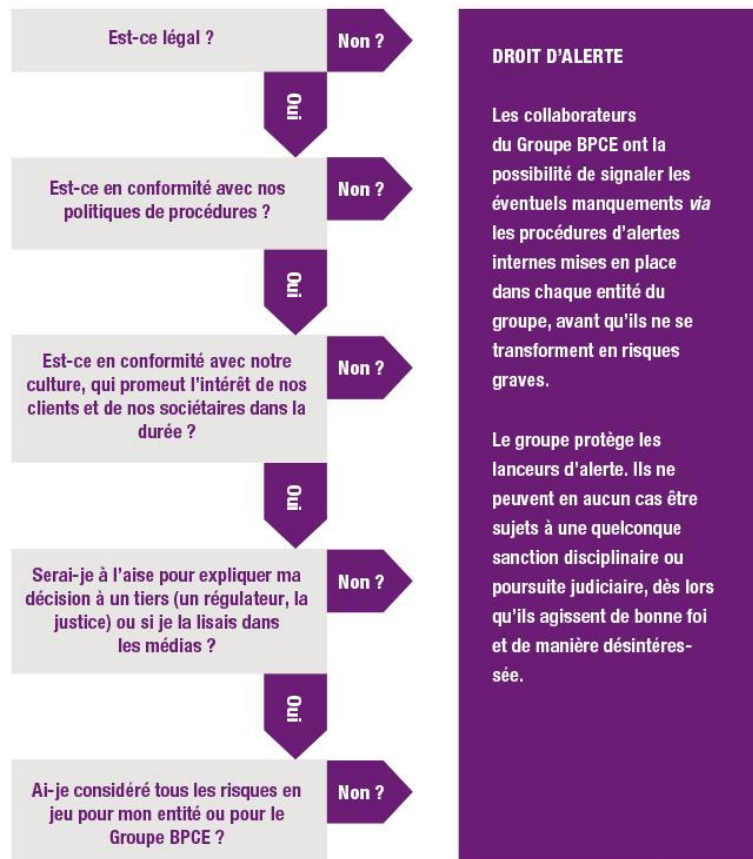 Est-ce légal ?
Non ?
Oui
Est-ce en conformité avec nos
politiques de procédures ?
Non ?
Oui
Est-ce en conformité avec notre
culture, qui promeut l'intérêt de nos
clients et de nos sociétaires dans la
durée ?
Non ?
Oui
Serai-je à l'aise pour expliquer ma
décision à un tiers (un régulateur, la
justice) ou si je la lisais dans
les médias ?
Non ?
Oui
Ai-je considéré tous les risques en
jeu pour mon entité ou pour le
Groupe BPCE ?
Non ?
DROIT D'ALERTE
Les collaborateurs
du Groupe BPCE ont la
possibilité de signaler les
éventuels manquements via
les procédures d'alertes
internes mises en place
dans chaque entité du
groupe, avant qu'ils ne se
transforment en risques
graves.
Le groupe protège les
lanceurs d'alerte. Ils ne
peuvent en aucun cas être
sujets à une quelconque
sanction disciplinaire ou
poursuite judiciaire, dès lors
qu'ils agissent de bonne foi
et de manière désintéres-
sée.